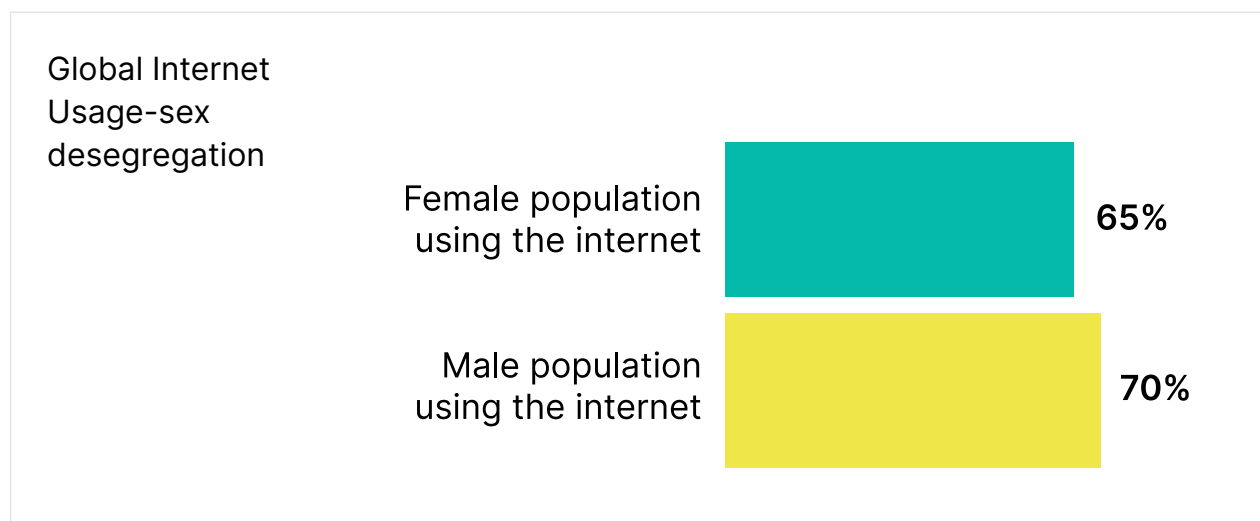 Global Internet
Usage-sex
desegregation
Female population
using the internet
65%
Male population
using the internet
70%